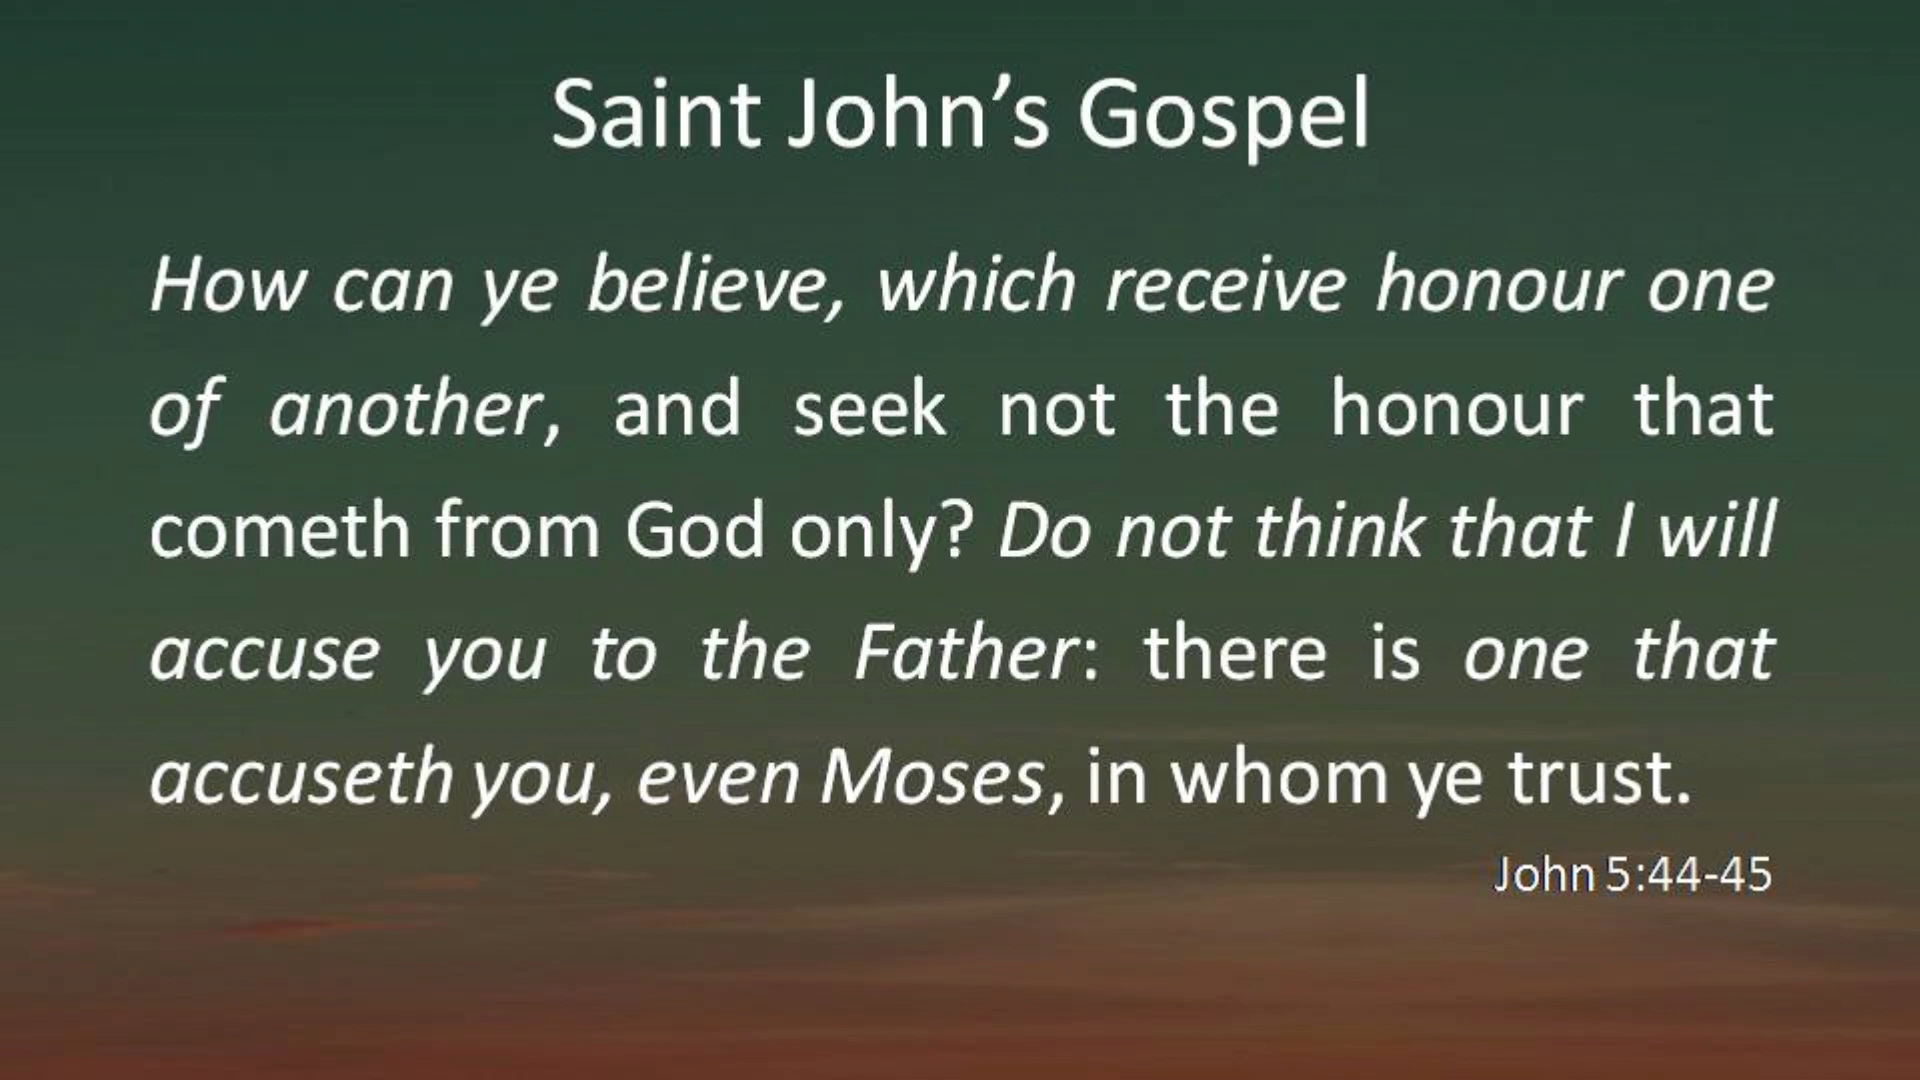 Saint John’s Gospel
How can ye believe, which receive honour one
of another, and seek not the honour that
cometh from God only? Do not think that I will
accuse you to the Father: there is one that
accuseth you, even Moses, in whom ye trust.
John 5:44-45